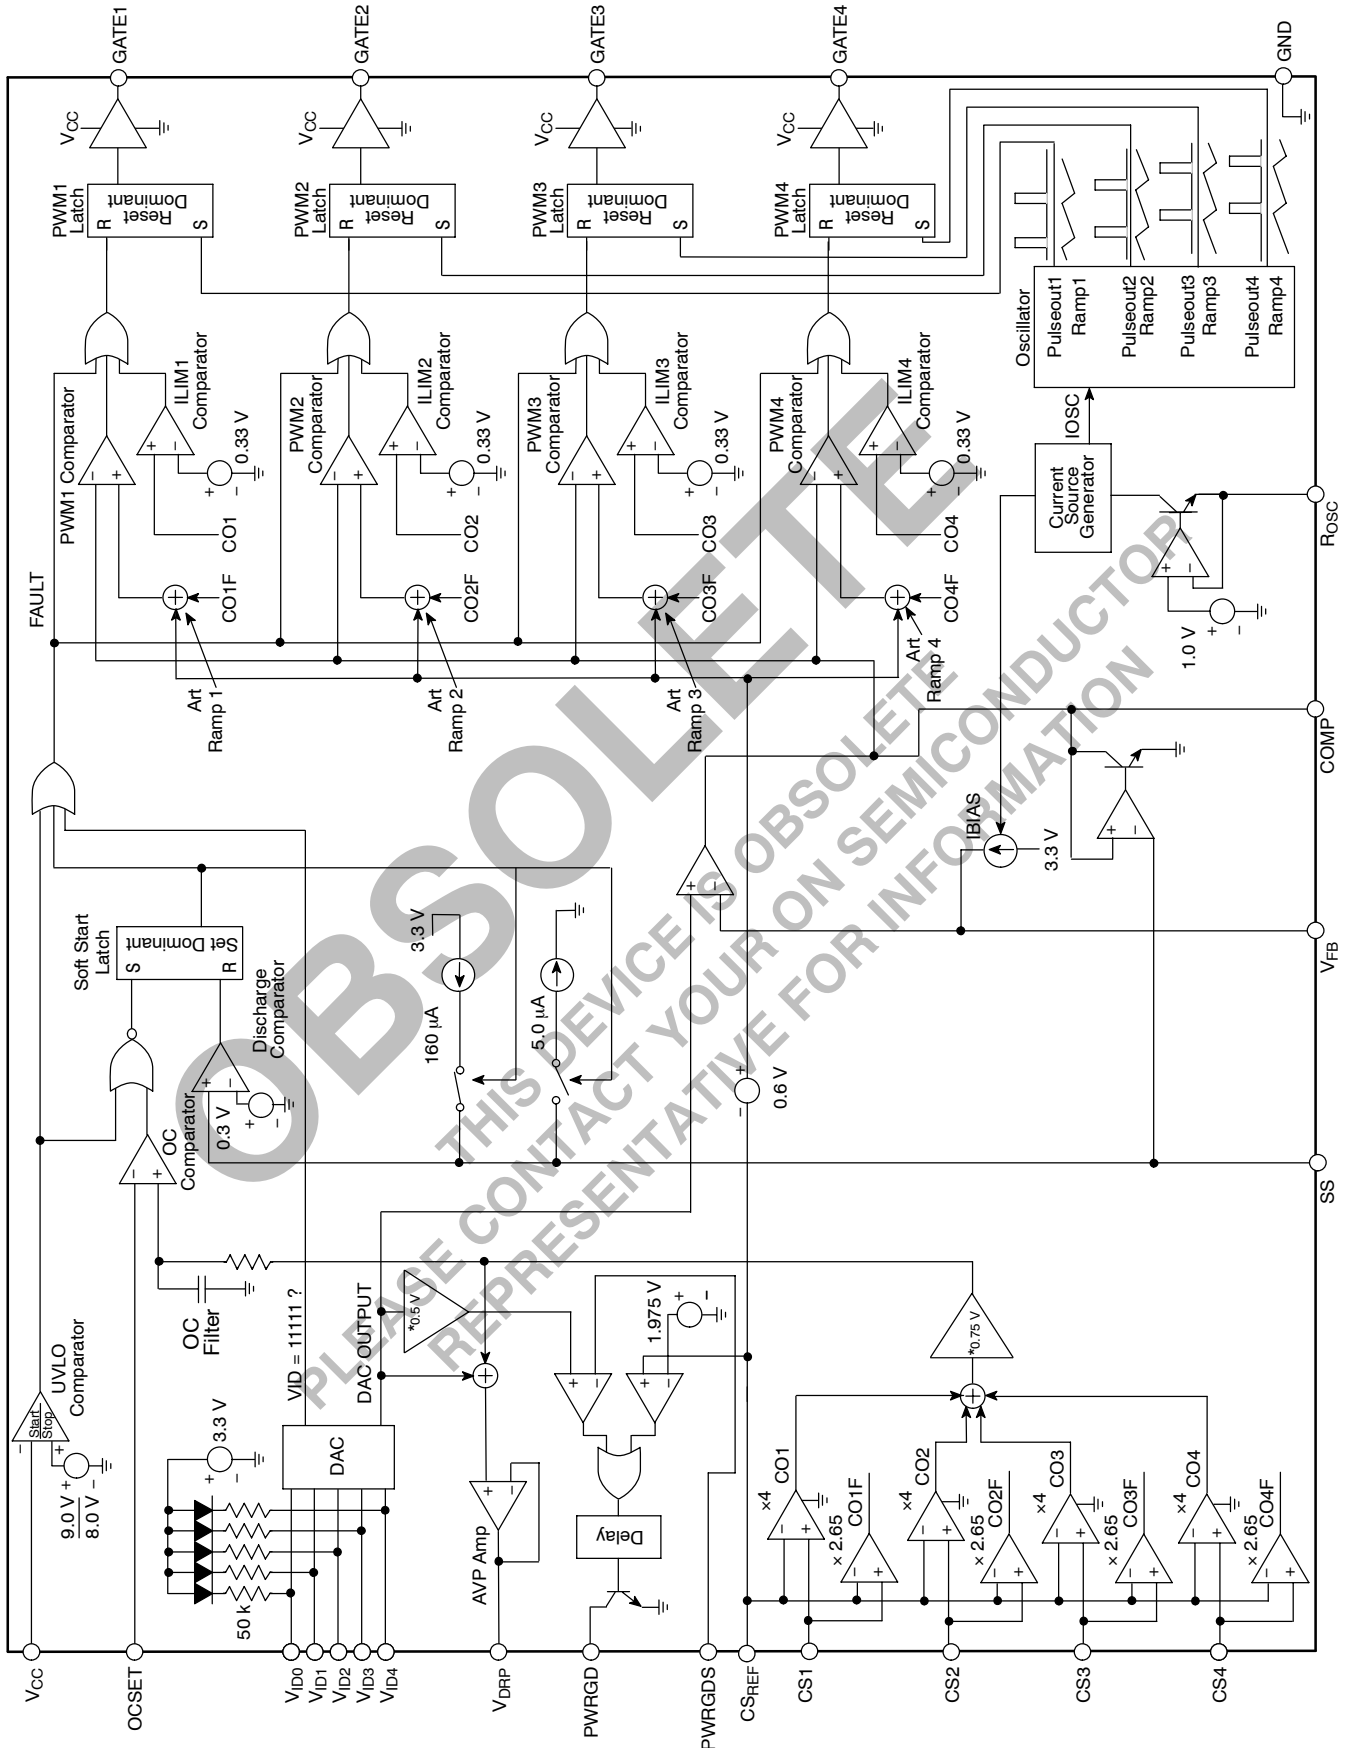 GATE1
GATE2
GATE3
GATE4
GND
VCC
VCC
VCC
VCC
PWM1
Latch
R
Reset
Dominant
S
PWM2
Latch
R
Reset
Dominant
S
PWM3
Latch
R
Reset
Dominant
S
PWM4
Latch
R
Reset
Dominant
S
Oscillator
Pulseout1
Ramp1
Pulseout2
Ramp2
Pulseout3
Ramp3
Pulseout4
Ramp4
FAULT
PWM1 Comparator
− +
ILIM1
Comparator
+ −
+ −
0.33 V
CO1
CO1F
Art
Ramp 1
PWM2
Comparator
− +
ILIM2
Comparator
+ −
+ −
0.33 V
CO2
CO2F
Art
Ramp 2
PWM3
Comparator
− +
ILIM3
Comparator
+ −
+ −
0.33 V
CO3
CO3F
Art
Ramp 3
PWM4
Comparator
− +
ILIM4
Comparator
+ −
+ −
0.33 V
CO4
CO4F
Art
Ramp 4
IOSC
Current
Source
Generator
+ −
1.0 V
+ −
ROSC
COMP
IBIAS
3.3 V
+ −
+ −
VFB
Soft Start
Latch
S
Set Dominant
R
Discharge
Comparator
+ −
0.3 V
+ −
OC
Comparator
− +
160 μA
3.3 V
5.0 μA
− +
0.6 V
SS
OC
Filter
VID = 11111 ?
DAC OUTPUT
*0.5 V
1.975 V
+ −
+ −
+ −
*0.75 V
UVLO
Comparator
Start
Stop
− +
9.0 V
8.0 V
+ −
3.3 V
+ −
DAC
50 k
AVP Amp
+ −
Delay
×4
CO1
− +
× 2.65
CO1F
− +
×4
CO2
− +
× 2.65
CO2F
− +
×4
CO3
− +
× 2.65
CO3F
− +
×4
CO4
− +
× 2.65
CO4F
− +
VCC
OCSET
VID0
VID1
VID2
VID3
VID4
VDRP
PWRGD
PWRGDS
CSREF
CS1
CS2
CS3
CS4
OBSOLETE
THIS DEVICE IS OBSOLETE
PLEASE CONTACT YOUR ON SEMICONDUCTOR
REPRESENTATIVE FOR INFORMATION